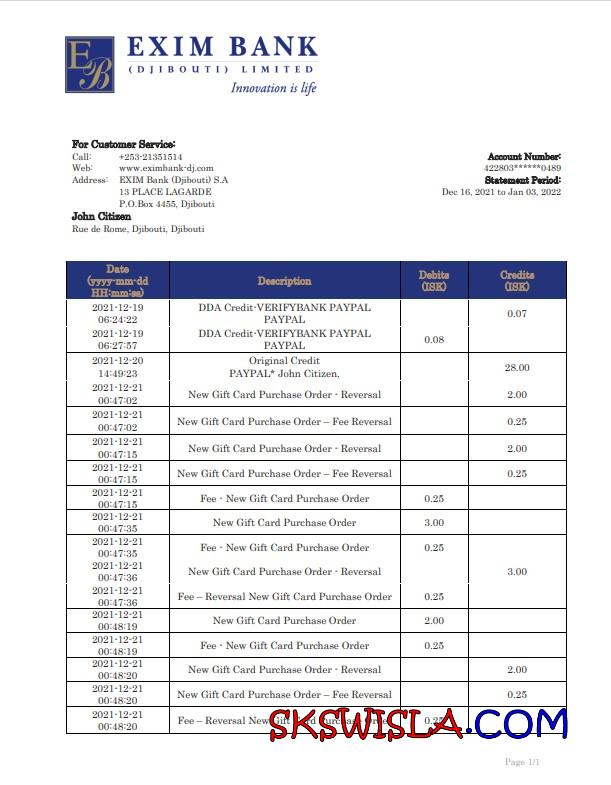 EXIM BANK
(DJIBOUTI) LIMITED
Innovation is life
For Customer Service:
Call: +253-21351514
Web: www.eximbank-dj.com
Address: EXIM Bank (Djibouti) S.A
13 PLACE LAGARDE
P.O.Box 4455, Djibouti
John Citizen
Rue de Rome, Djibouti, Djibouti
Account Number:
422803******0489
Statement Period:
Dec 16, 2021 to Jan 03, 2022
Date
(yyyy-mm-dd
HH:mm:ss)
Description
Debits
(ISK)
Credits
(ISK)
2021-12-19
06:24:22
DDA Credit-VERIFYBANK PAYPAL
PAYPAL
0.07
2021-12-19
06:27:57
DDA Credit-VERIFYBANK PAYPAL
PAYPAL
0.08
2021-12-20
14:49:23
Original Credit
PAYPAL* John Citizen,
28.00
2021-12-21
00:47:02
New Gift Card Purchase Order - Reversal
2.00
2021-12-21
00:47:02
New Gift Card Purchase Order – Fee Reversal
0.25
2021-12-21
00:47:15
New Gift Card Purchase Order - Reversal
2.00
2021-12-21
00:47:15
New Gift Card Purchase Order – Fee Reversal
0.25
2021-12-21
00:47:15
Fee - New Gift Card Purchase Order
0.25
2021-12-21
00:47:35
New Gift Card Purchase Order
3.00
2021-12-21
00:47:35
Fee - New Gift Card Purchase Order
0.25
2021-12-21
00:47:36
New Gift Card Purchase Order - Reversal
3.00
2021-12-21
00:47:36
Fee – Reversal New Gift Card Purchase Order
0.25
2021-12-21
00:48:19
New Gift Card Purchase Order
2.00
2021-12-21
00:48:19
Fee - New Gift Card Purchase Order
0.25
2021-12-21
00:48:20
New Gift Card Purchase Order - Reversal
2.00
2021-12-21
00:48:20
New Gift Card Purchase Order – Fee Reversal
0.25
2021-12-21
00:48:20
Fee – Reversal New Gift Card Purchase Order
0.25
SKSWISLA.COM
Page 1/1